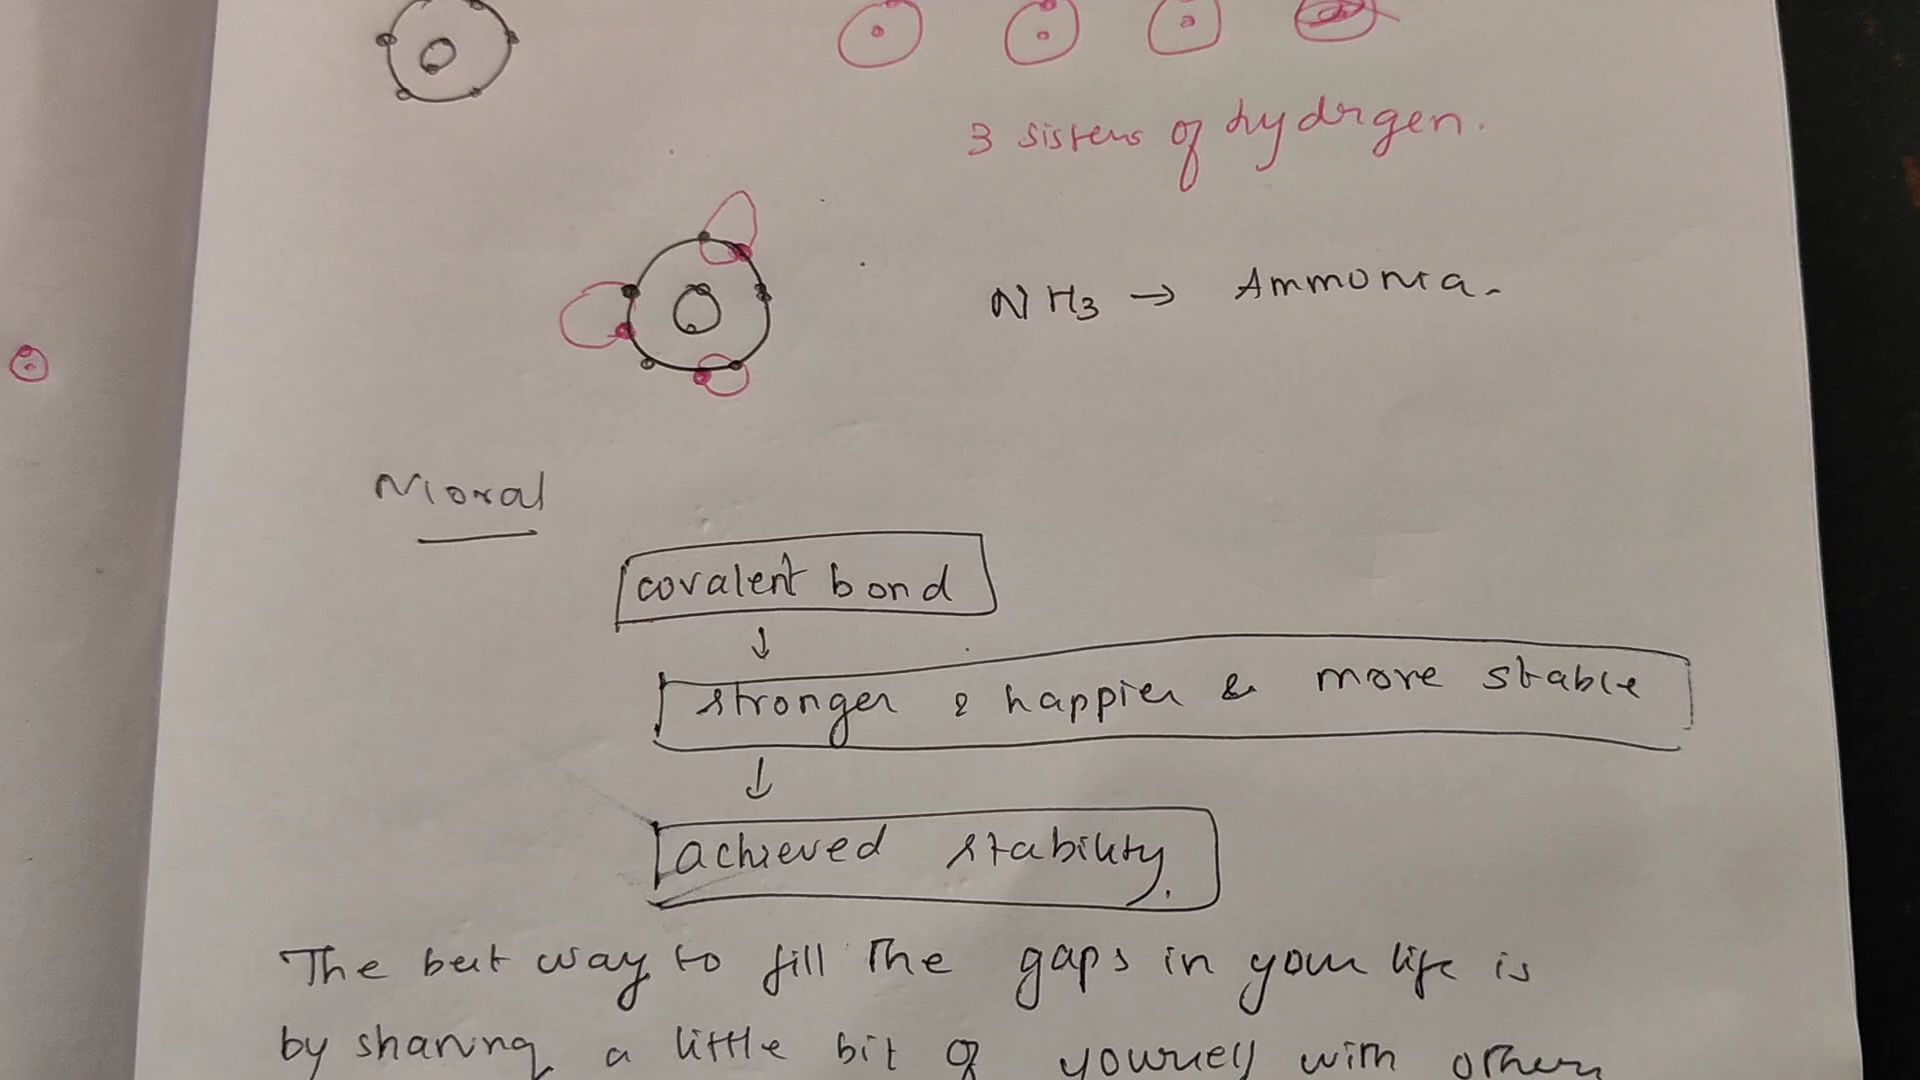 3 sisters of hydrgen.
NH3 → Ammonia.
Moral
covalent bond
↓
stronger & happier & more stable
↓
achieved stability.
The best way to fill the gaps in your life is
by sharing a little bit of yourself with others